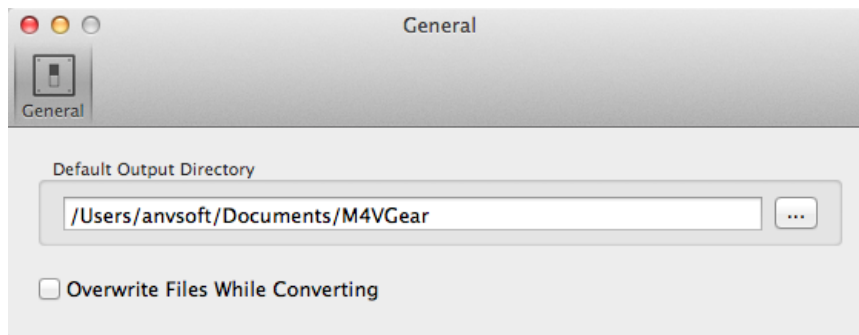 General
General
Default Output Directory
/Users/anvsoft/Documents/M4VGear
...
Overwrite Files While Converting